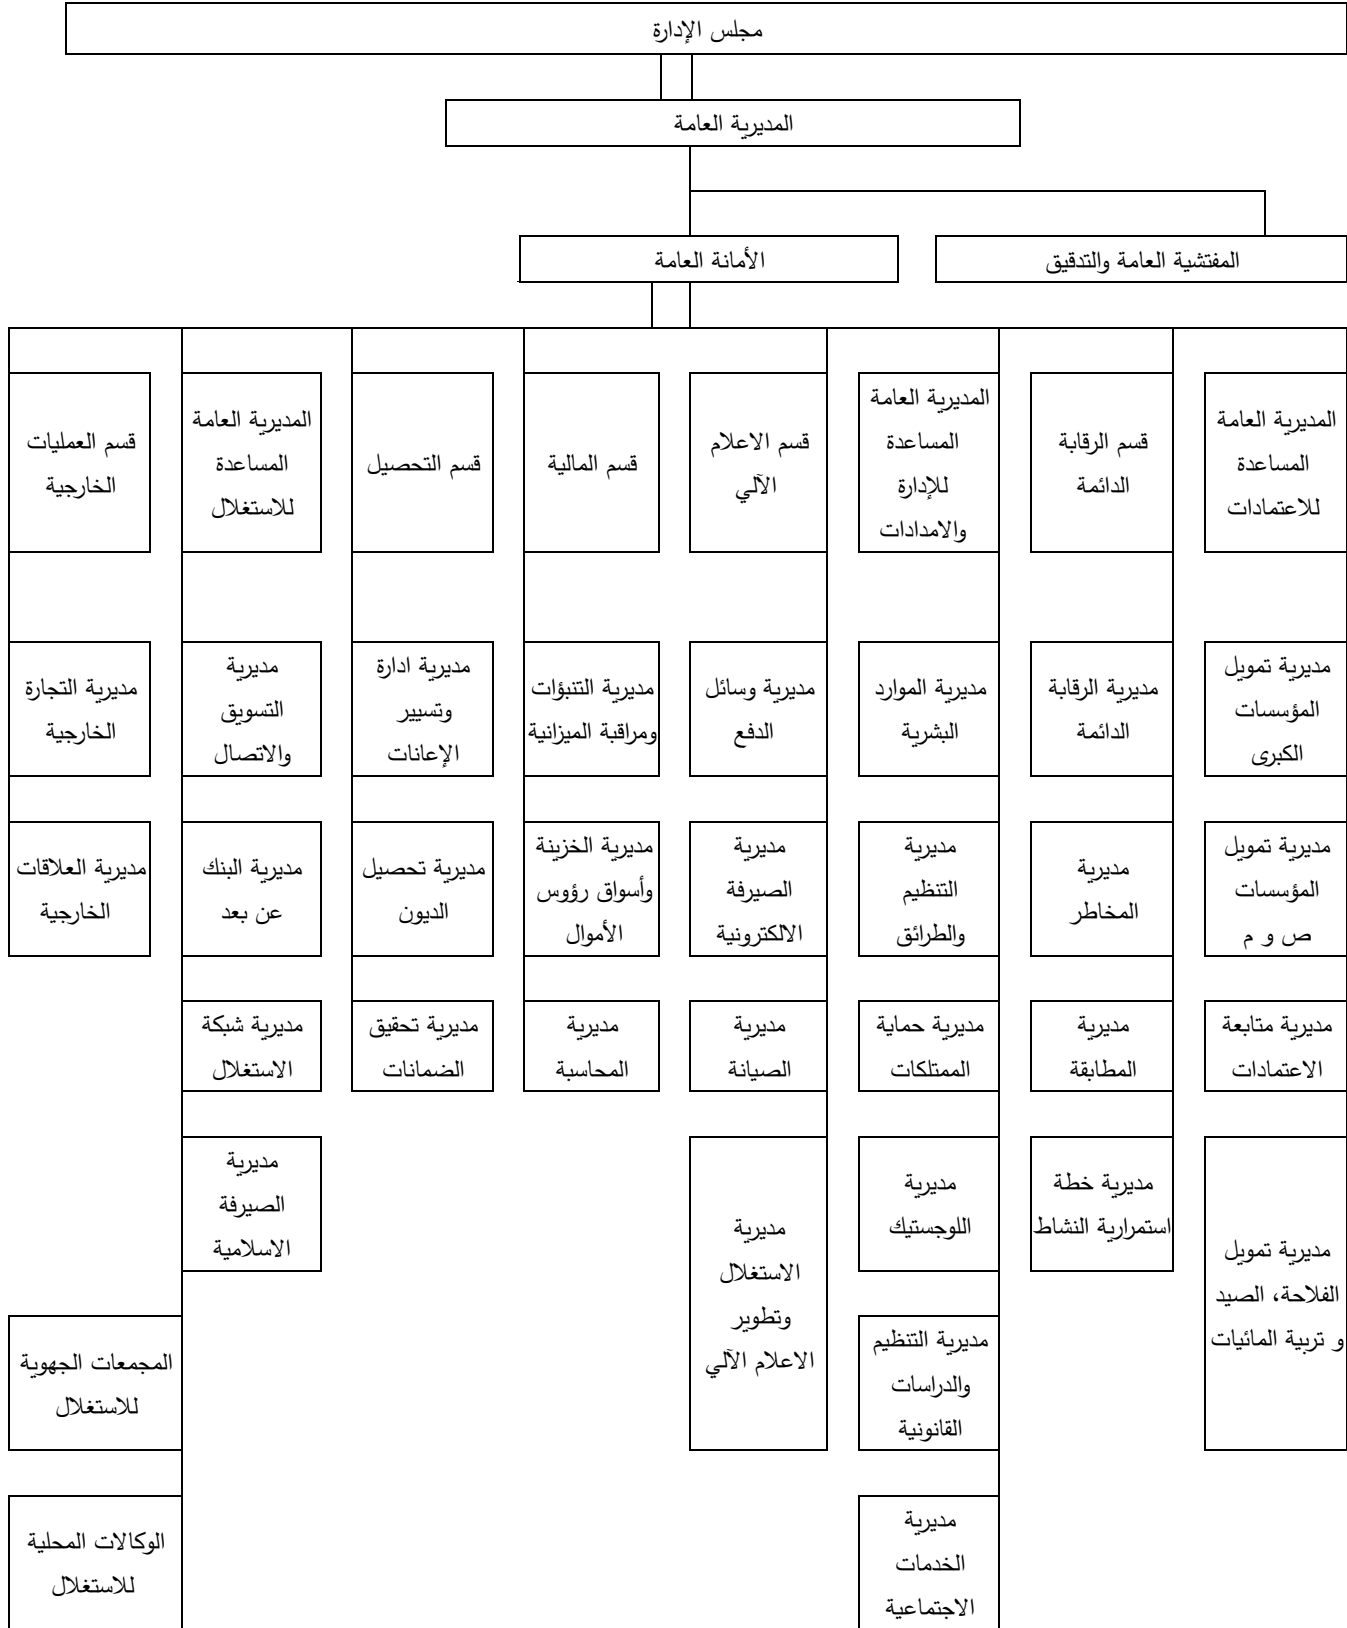 مجلس الإدارة
المديرية العامة
المفتشية العامة والتدقيق
الأمانة العامة
المديرية العامة
المساعدة
للاعتمادات
قسم الرقابة
الدائمة
المديرية العامة
المساعدة
للإدارة
والامدادات
قسم الاعلام
الآلي
قسم المالية
قسم التحصيل
المديرية العامة
المساعدة
للاستغلال
قسم العمليات
الخارجية
مديرية تمويل
المؤسسات
الكبرى
مديرية الرقابة
الدائمة
مديرية الموارد
البشرية
مديرية وسائل
الدفع
مديرية التنبؤات
ومراقبة الميزانية
مديرية ادارة
وتسيير
الإعانات
مديرية
التسويق
والاتصال
مديرية التجارة
الخارجية
مديرية تمويل
المؤسسات
ص و م
مديرية
المخاطر
مديرية
التنظيم
والطرائق
مديرية
الصيرفة
الالكترونية
مديرية الخزينة
وأسواق رؤوس
الأموال
مديرية تحصيل
الديون
مديرية البنك
عن بعد
مديرية العلاقات
الخارجية
مديرية متابعة
الاعتمادات
مديرية
المطابقة
مديرية حماية
الممتلكات
مديرية
الصيانة
مديرية
المحاسبة
مديرية تحقيق
الضمانات
مديرية شبكة
الاستغلال
مديرية تمويل
الفلاحة، الصيد
و تربية المائيات
مديرية خطة
استمرارية النشاط
مديرية
اللوجستيك
مديرية
الاستغلال
وتطوير
الاعلام الآلي
مديرية
الصيرفة
الاسلامية
مديرية التنظيم
والدراسات
القانونية
المجمعات الجهوية
للاستغلال
مديرية
الخدمات
الاجتماعية
الوكالات المحلية
للاستغلال